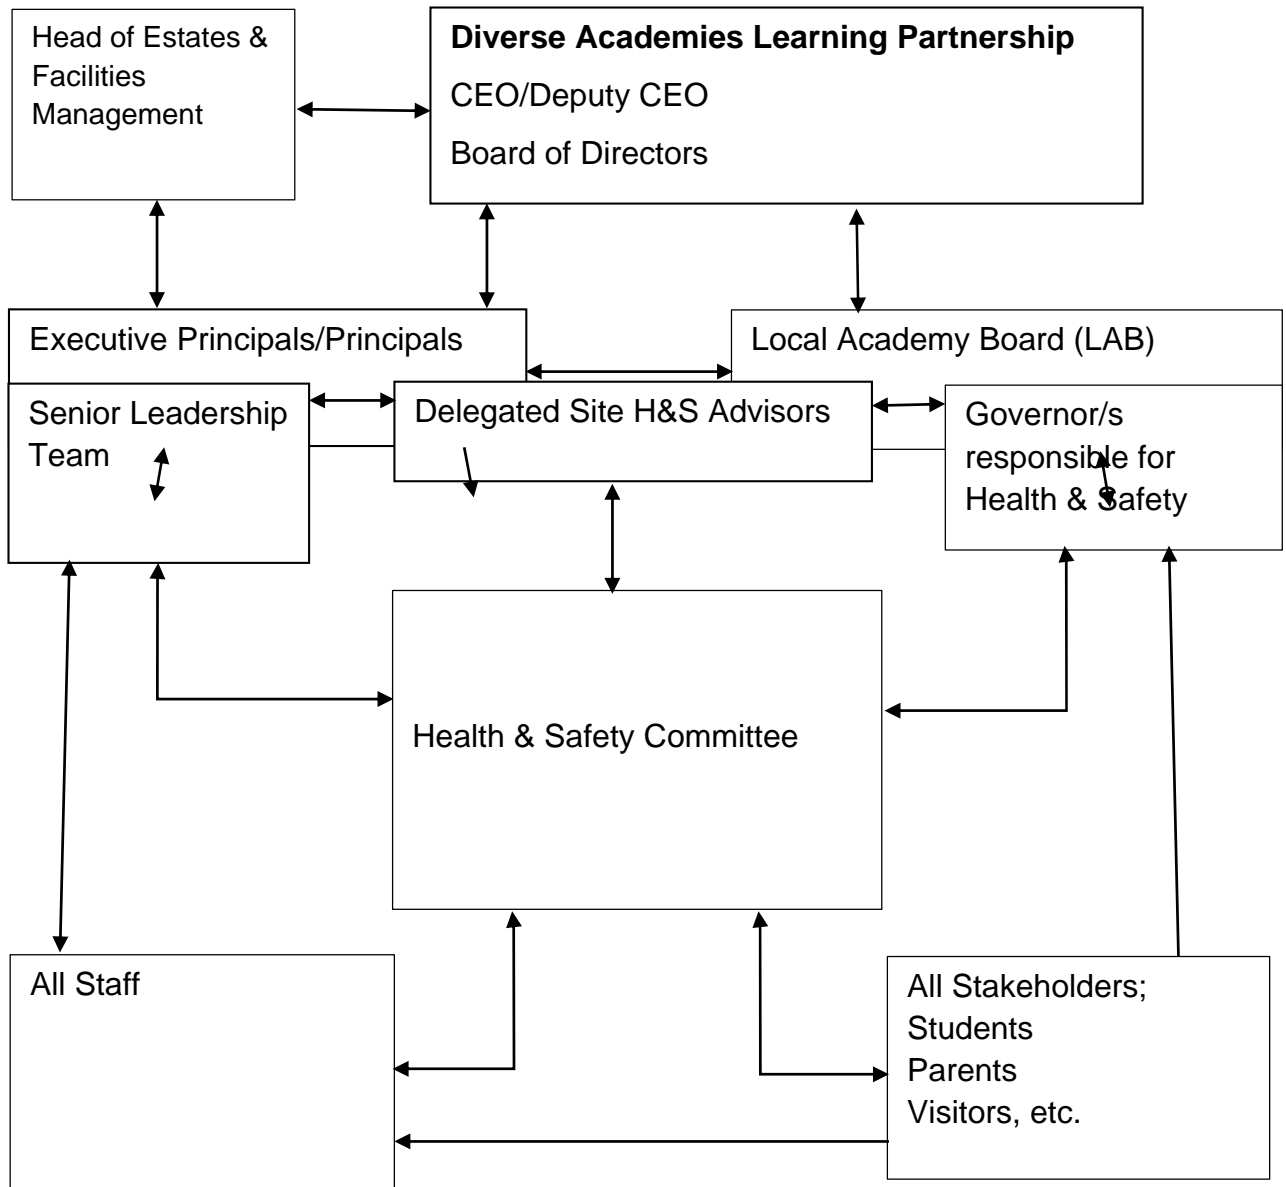 Head of Estates &
Facilities
Management
Diverse Academies Learning Partnership
CEO/Deputy CEO
Board of Directors
Executive Principals/Principals
Local Academy Board (LAB)
Senior Leadership
Team
Delegated Site H&S Advisors
Governor/s
responsible for
Health & Safety
Health & Safety Committee
All Staff
All Stakeholders;
Students
Parents
Visitors, etc.